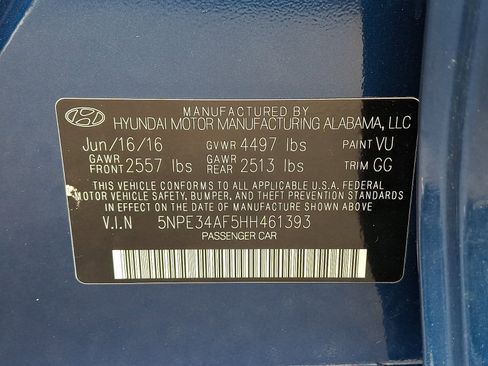 MANUFACTURED BY
HYUNDAI MOTOR MANUFACTURING ALABAMA, LLC
Jun/16/16 GVWR 4497 lbs PAINT VU
GAWR FRONT 2557 lbs GAWR REAR 2513 lbs TRIM GG
THIS VEHICLE CONFORMS TO ALL APPLICABLE U.S.A. FEDERAL
MOTOR VEHICLE SAFETY, BUMPER, AND THEFT PREVENTION
STANDARDS IN EFFECT ON THE DATE OF MANUFACTURE SHOWN ABOVE.
V.I.N 5NPE34AF5HH461393
PASSENGER CAR